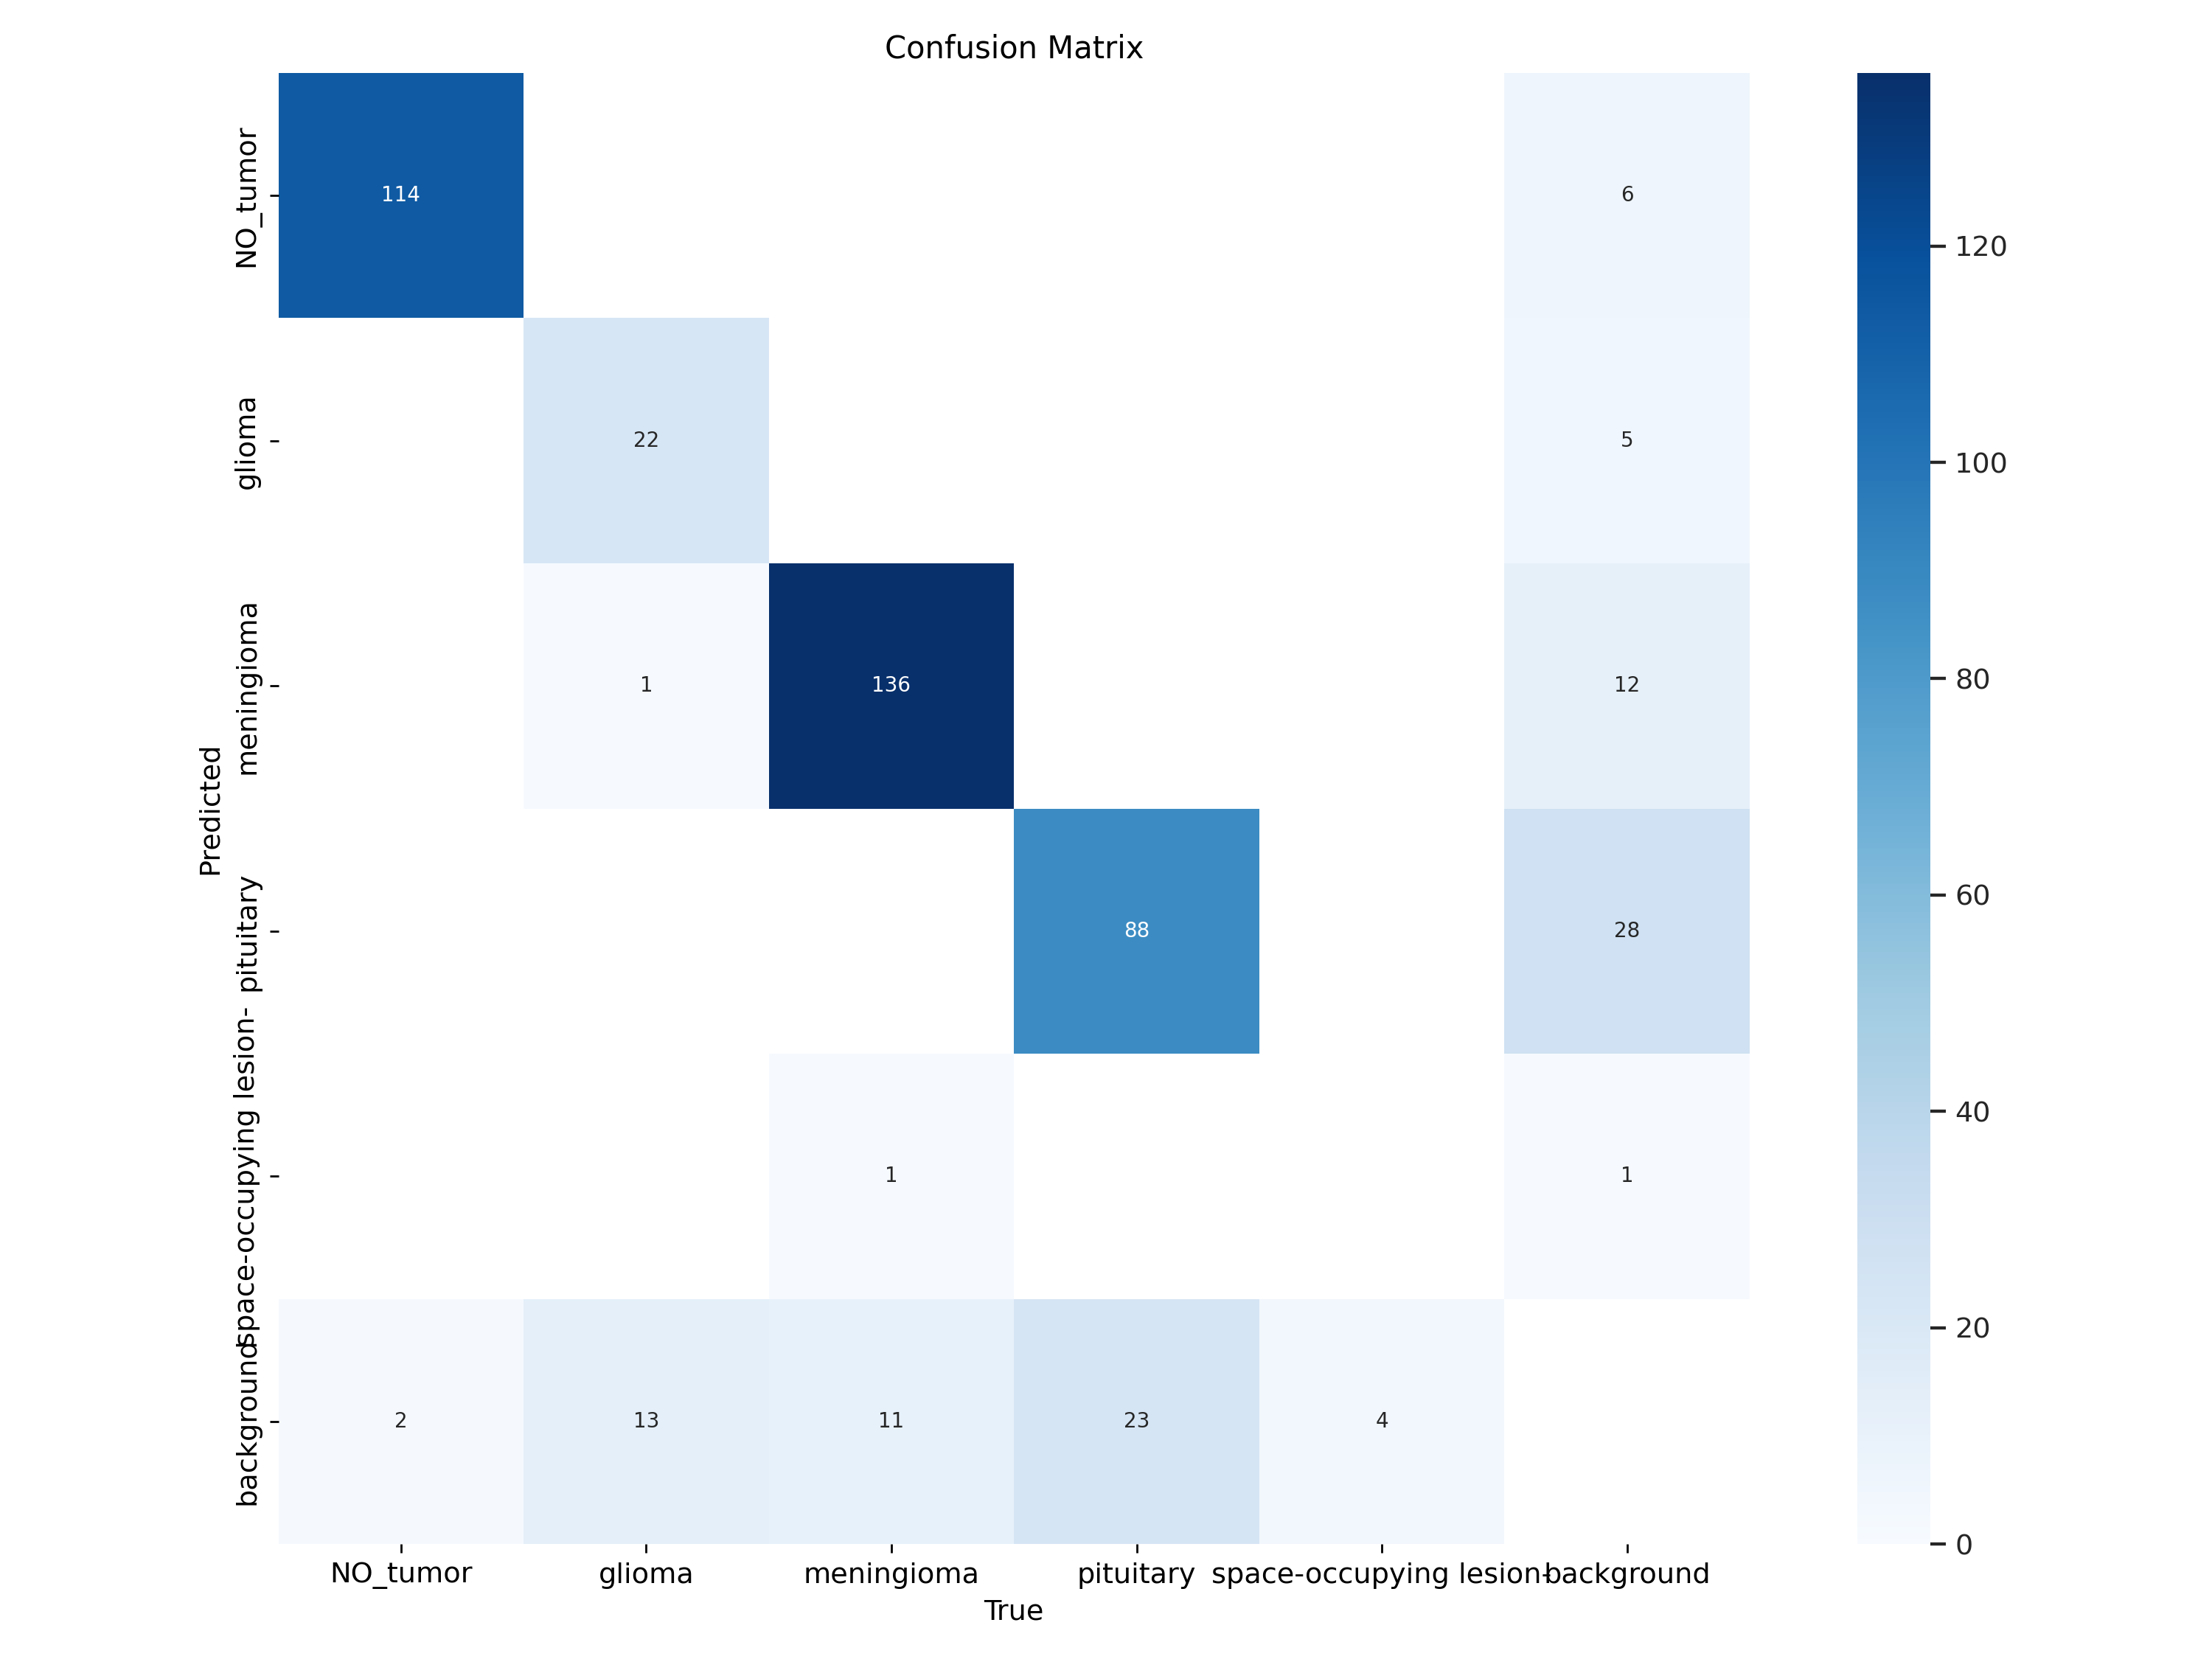 Confusion Matrix
NO_tumor
114
6
120
glioma
22
5
100
meningioma
1
136
12
80
Predicted
pituitary
88
28
60
space-occupying lesion-
1
1
40
background
2
13
11
23
4
20
0
NO_tumor
glioma
meningioma
pituitary
space-occupying lesion-
background
True